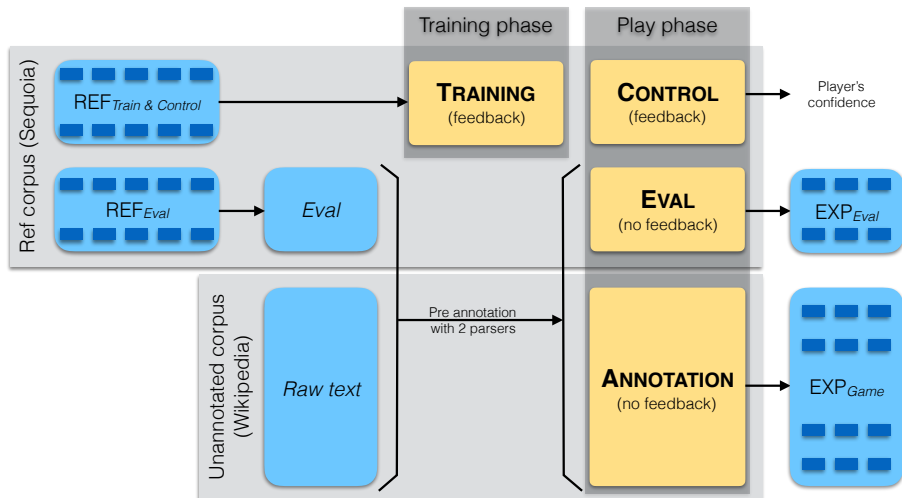 Training phase
Play phase
Ref corpus (Sequoia)
REFTrain & Control
TRAINING
(feedback)
CONTROL
(feedback)
Player's
confidence
REFEval
Eval
EVAL
(no feedback)
EXPEval
Unannotated corpus
(Wikipedia)
Raw text
Pre annotation
with 2 parsers
ANNOTATION
(no feedback)
EXPGame